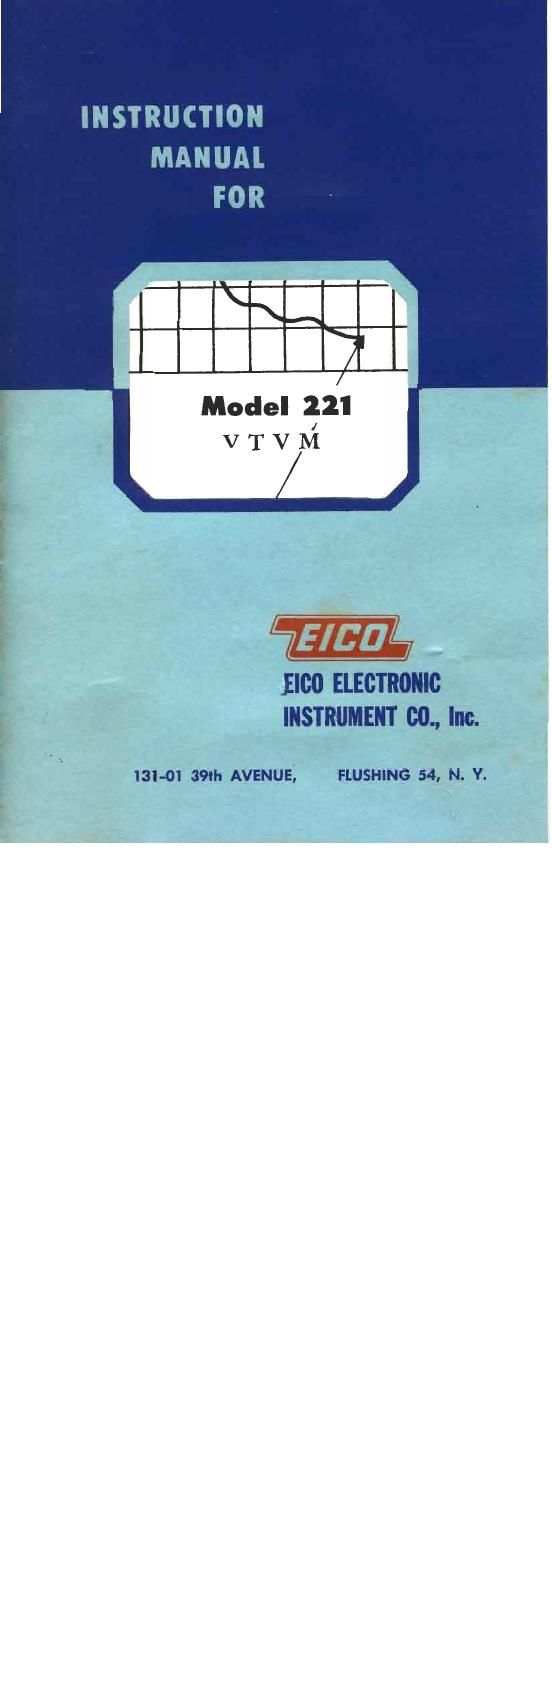 INSTRUCTION
MANUAL
FOR
Model 221
VTVM
EICO
EICO ELECTRONIC
INSTRUMENT CO., Inc.
131-01 39th AVENUE, FLUSHING 54, N. Y.